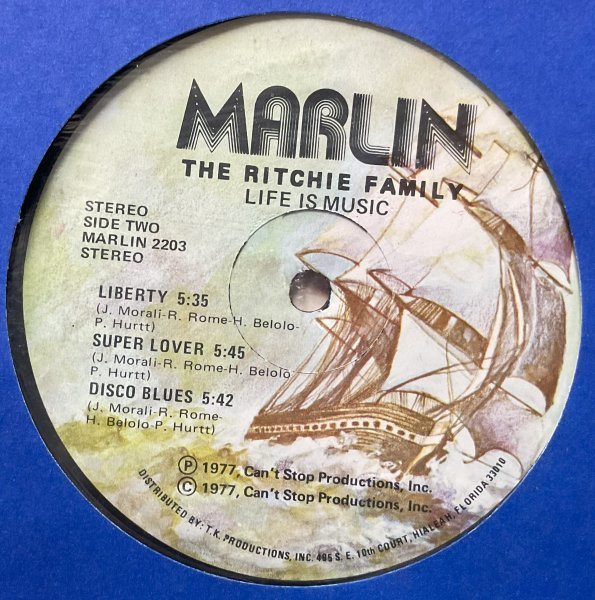 MARLIN
THE RITCHIE FAMILY
LIFE IS MUSIC
STEREO
SIDE TWO
MARLIN 2203
STEREO
LIBERTY 5:35
(J. Morali-R. Rome-H. Belolo-
P. Hurtt)
SUPER LOVER 5:45
(J. Morali-R. Rome-H. Belolo
P. Hurtt)
DISCO BLUES 5:42
(J. Morali-R. Rome-
H. Belolo-P. Hurtt)
Ⓟ 1977, Can't Stop Productions, Inc.
© 1977, Can't Stop Productions, Inc.
DISTRIBUTED BY: T.K. PRODUCTIONS, INC. 495 S. E. 10th COURT, HIALEAH, FLORIDA 33010